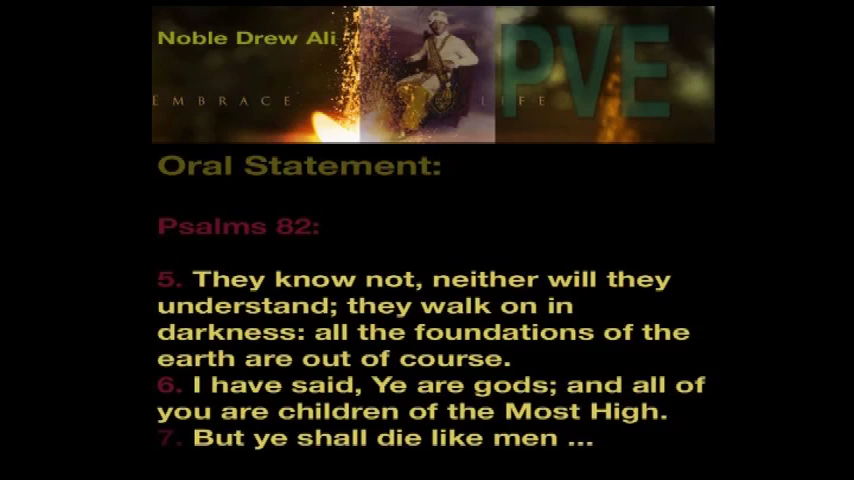 Noble Drew Ali
PVE
EMBRACE LIFE
Oral Statement:
Psalms 82:
5. They know not, neither will they
understand; they walk on in
darkness: all the foundations of the
earth are out of course.
6. I have said, Ye are gods; and all of
you are children of the Most High.
7. But ye shall die like men ...